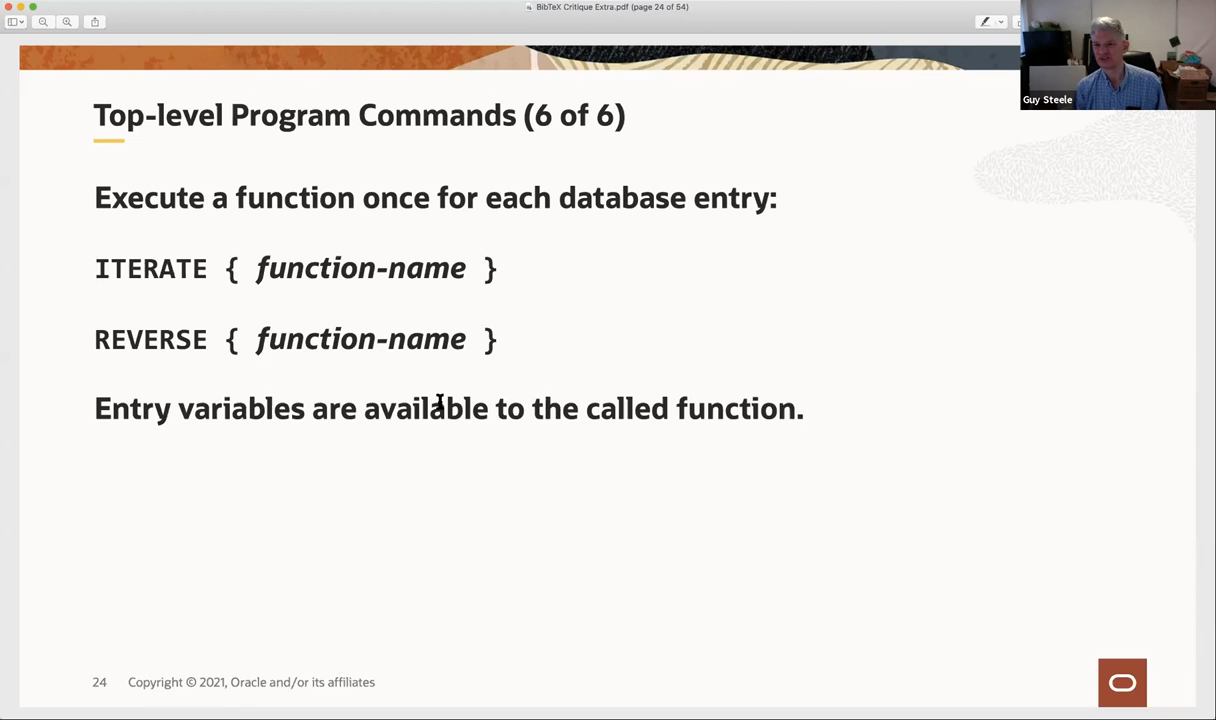 BibTeX Critique Extra.pdf (page 24 of 54)
Guy Steele
Top-level Program Commands (6 of 6)
Execute a function once for each database entry:
ITERATE { function-name }
REVERSE { function-name }
Entry variables are available to the called function.
24 Copyright © 2021, Oracle and/or its affiliates